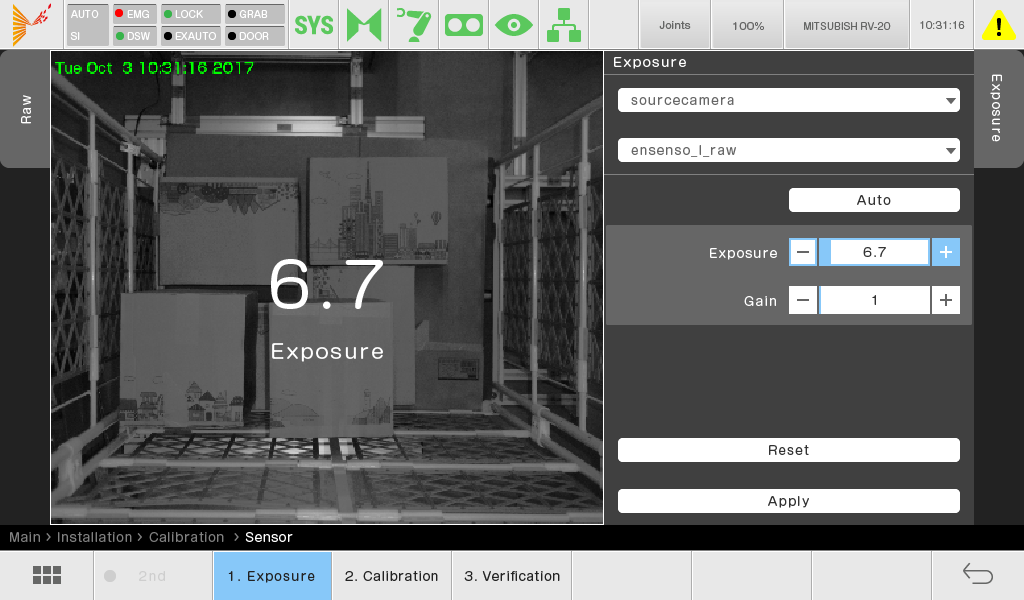 AUTO
SI
EMG
DSW
LOCK
EXAUTO
GRAB
DOOR
SYS
Joints
100%
MITSUBISH RV-20
10:31:16
Raw
Tue Oct 3 10:31:16 2017
6.7
Exposure
Exposure
sourcecamera
ensenso_l_raw
Auto
Exposure
− 6.7 +
Gain
− 1 +
Reset
Apply
Exposure
Main > Installation > Calibration > Sensor
2nd
1. Exposure
2. Calibration
3. Verification